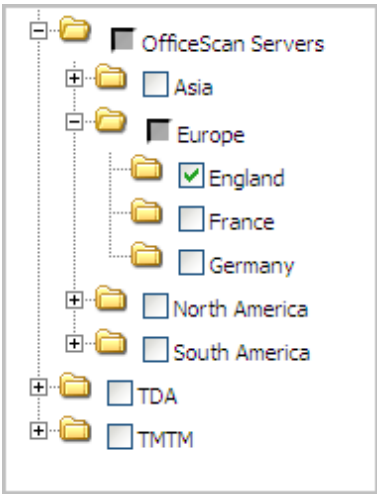 OfficeScan Servers
Asia
Europe
England
France
Germany
North America
South America
TDA
TMTM